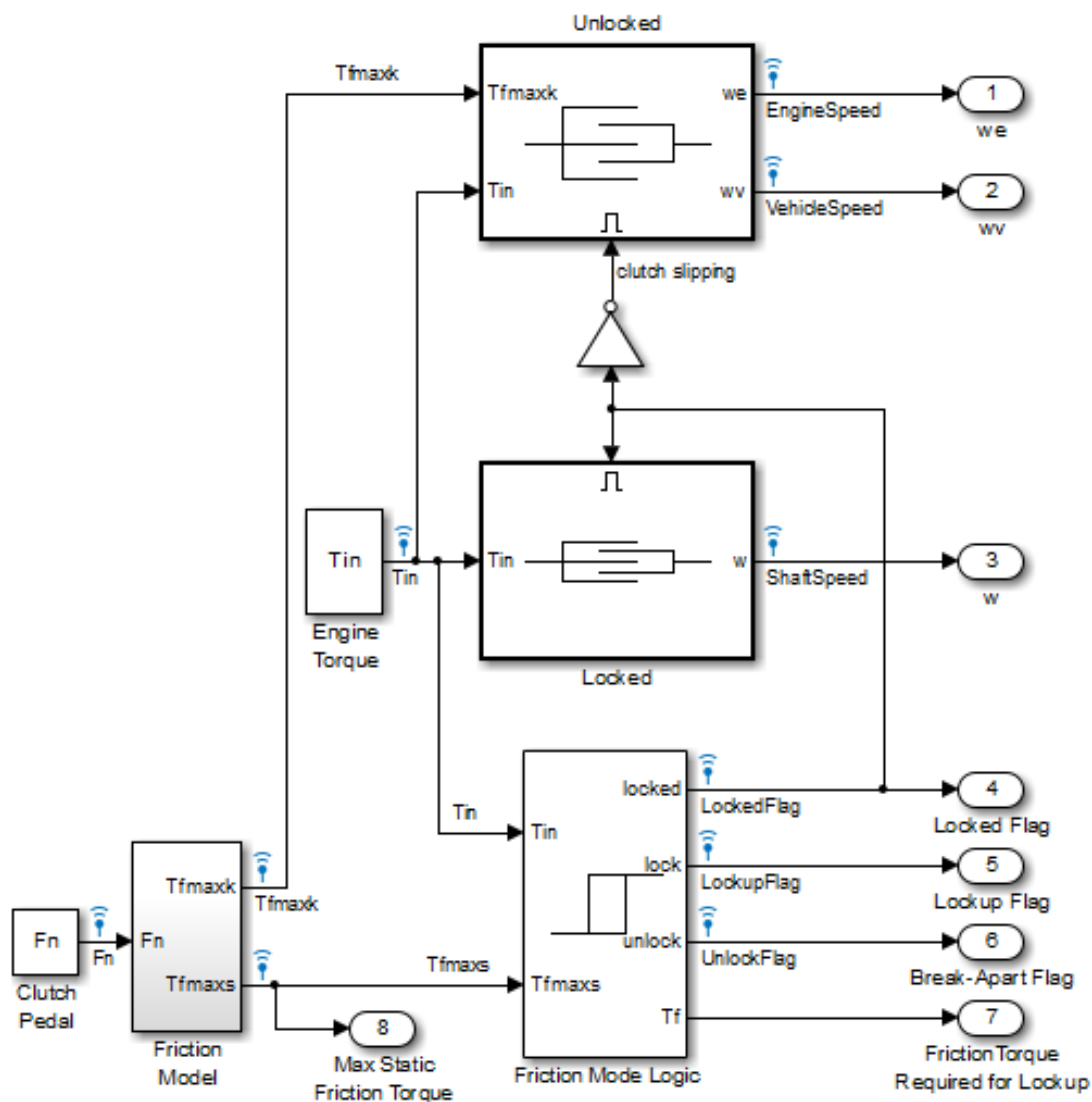 Unlocked
Tfmaxk
Tfmaxk
we
EngineSpeed
1
we
Tin
wv
VehicleSpeed
2
wv
clutch slipping
Tin
Tin
Engine
Torque
Tin
w
ShaftSpeed
3
w
Locked
locked
LockedFlag
4
Locked Flag
Tin
Tin
lock
LockupFlag
5
Lockup Flag
unlock
UnlockFlag
6
Break-Apart Flag
Tfmaxs
Tfmaxs
Tf
7
Friction Torque
Required for Lockup
Friction Mode Logic
Fn
Fn
Clutch
Pedal
Fn
Tfmaxk
Tfmaxk
Tfmaxs
Friction
Model
8
Max Static
Friction Torque